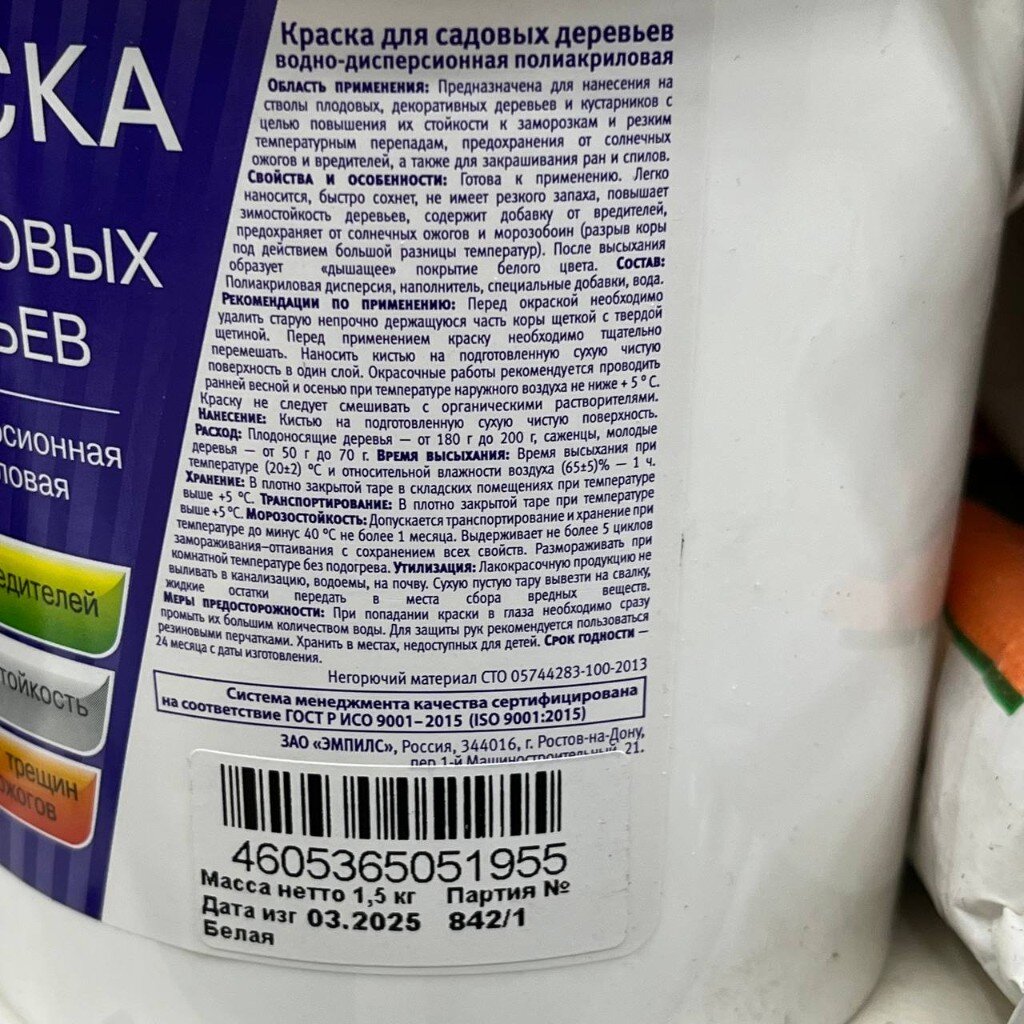 СКА
ОВЫХ
ЬЕВ
рсионная
ловая
едителей
тойкость
трещин
ожогов
Краска для садовых деревьев
водно-дисперсионная полиакриловая
Область применения: Предназначена для нанесения на
стволы плодовых, декоративных деревьев и кустарников с
целью повышения их стойкости к заморозкам и резким
температурным перепадам, предохранения от солнечных
ожогов и вредителей, а также для закрашивания ран и спилов.
Свойства и особенности: Готова к применению. Легко
наносится, быстро сохнет, не имеет резкого запаха, повышает
зимостойкость деревьев, содержит добавку от вредителей,
предохраняет от солнечных ожогов и морозобоин (разрыв коры
под действием большой разницы температур). После высыхания
образует «дышащее» покрытие белого цвета. Состав:
Полиакриловая дисперсия, наполнитель, специальные добавки, вода.
Рекомендации по применению: Перед окраской необходимо
удалить старую непрочно держащуюся часть коры щеткой с твердой
щетиной. Перед применением краску необходимо тщательно
перемешать. Наносить кистью на подготовленную сухую чистую
поверхность в один слой. Окрасочные работы рекомендуется проводить
ранней весной и осенью при температуре наружного воздуха не ниже + 5 °С.
Краску не следует смешивать с органическими растворителями.
Нанесение: Кистью на подготовленную сухую чистую поверхность.
Расход: Плодоносящие деревья — от 180 г до 200 г, саженцы, молодые
деревья — от 50 г до 70 г. Время высыхания: Время высыхания при
температуре (20±2) °С и относительной влажности воздуха (65±5)% — 1 ч.
Хранение: В плотно закрытой таре в складских помещениях при температуре
выше +5 °С. Транспортирование: В плотно закрытой таре при температуре
выше +5 °С. Морозостойкость: Допускается транспортирование и хранение при
температуре до минус 40 °С не более 1 месяца. Выдерживает не более 5 циклов
замораживания–оттаивания с сохранением всех свойств. Размораживать при
комнатной температуре без подогрева. Утилизация: Лакокрасочную продукцию не
выливать в канализацию, водоемы, на почву. Сухую пустую тару вывезти на свалку,
жидкие остатки передать в места сбора вредных веществ.
Меры предосторожности: При попадании краски в глаза необходимо сразу
промыть их большим количеством воды. Для защиты рук рекомендуется пользоваться
резиновыми перчатками. Хранить в местах, недоступных для детей. Срок годности —
24 месяца с даты изготовления.
Негорючий материал СТО 05744283-100-2013
Система менеджмента качества сертифицирована
на соответствие ГОСТ Р ИСО 9001–2015 (ISO 9001:2015)
ЗАО «ЭМПИЛС», Россия, 344016, г. Ростов-на-Дону,
пер 1-й Машиностроительный 21.
4605365051955
Масса нетто 1,5 кг Партия №
Дата изг 03.2025 842/1
Белая